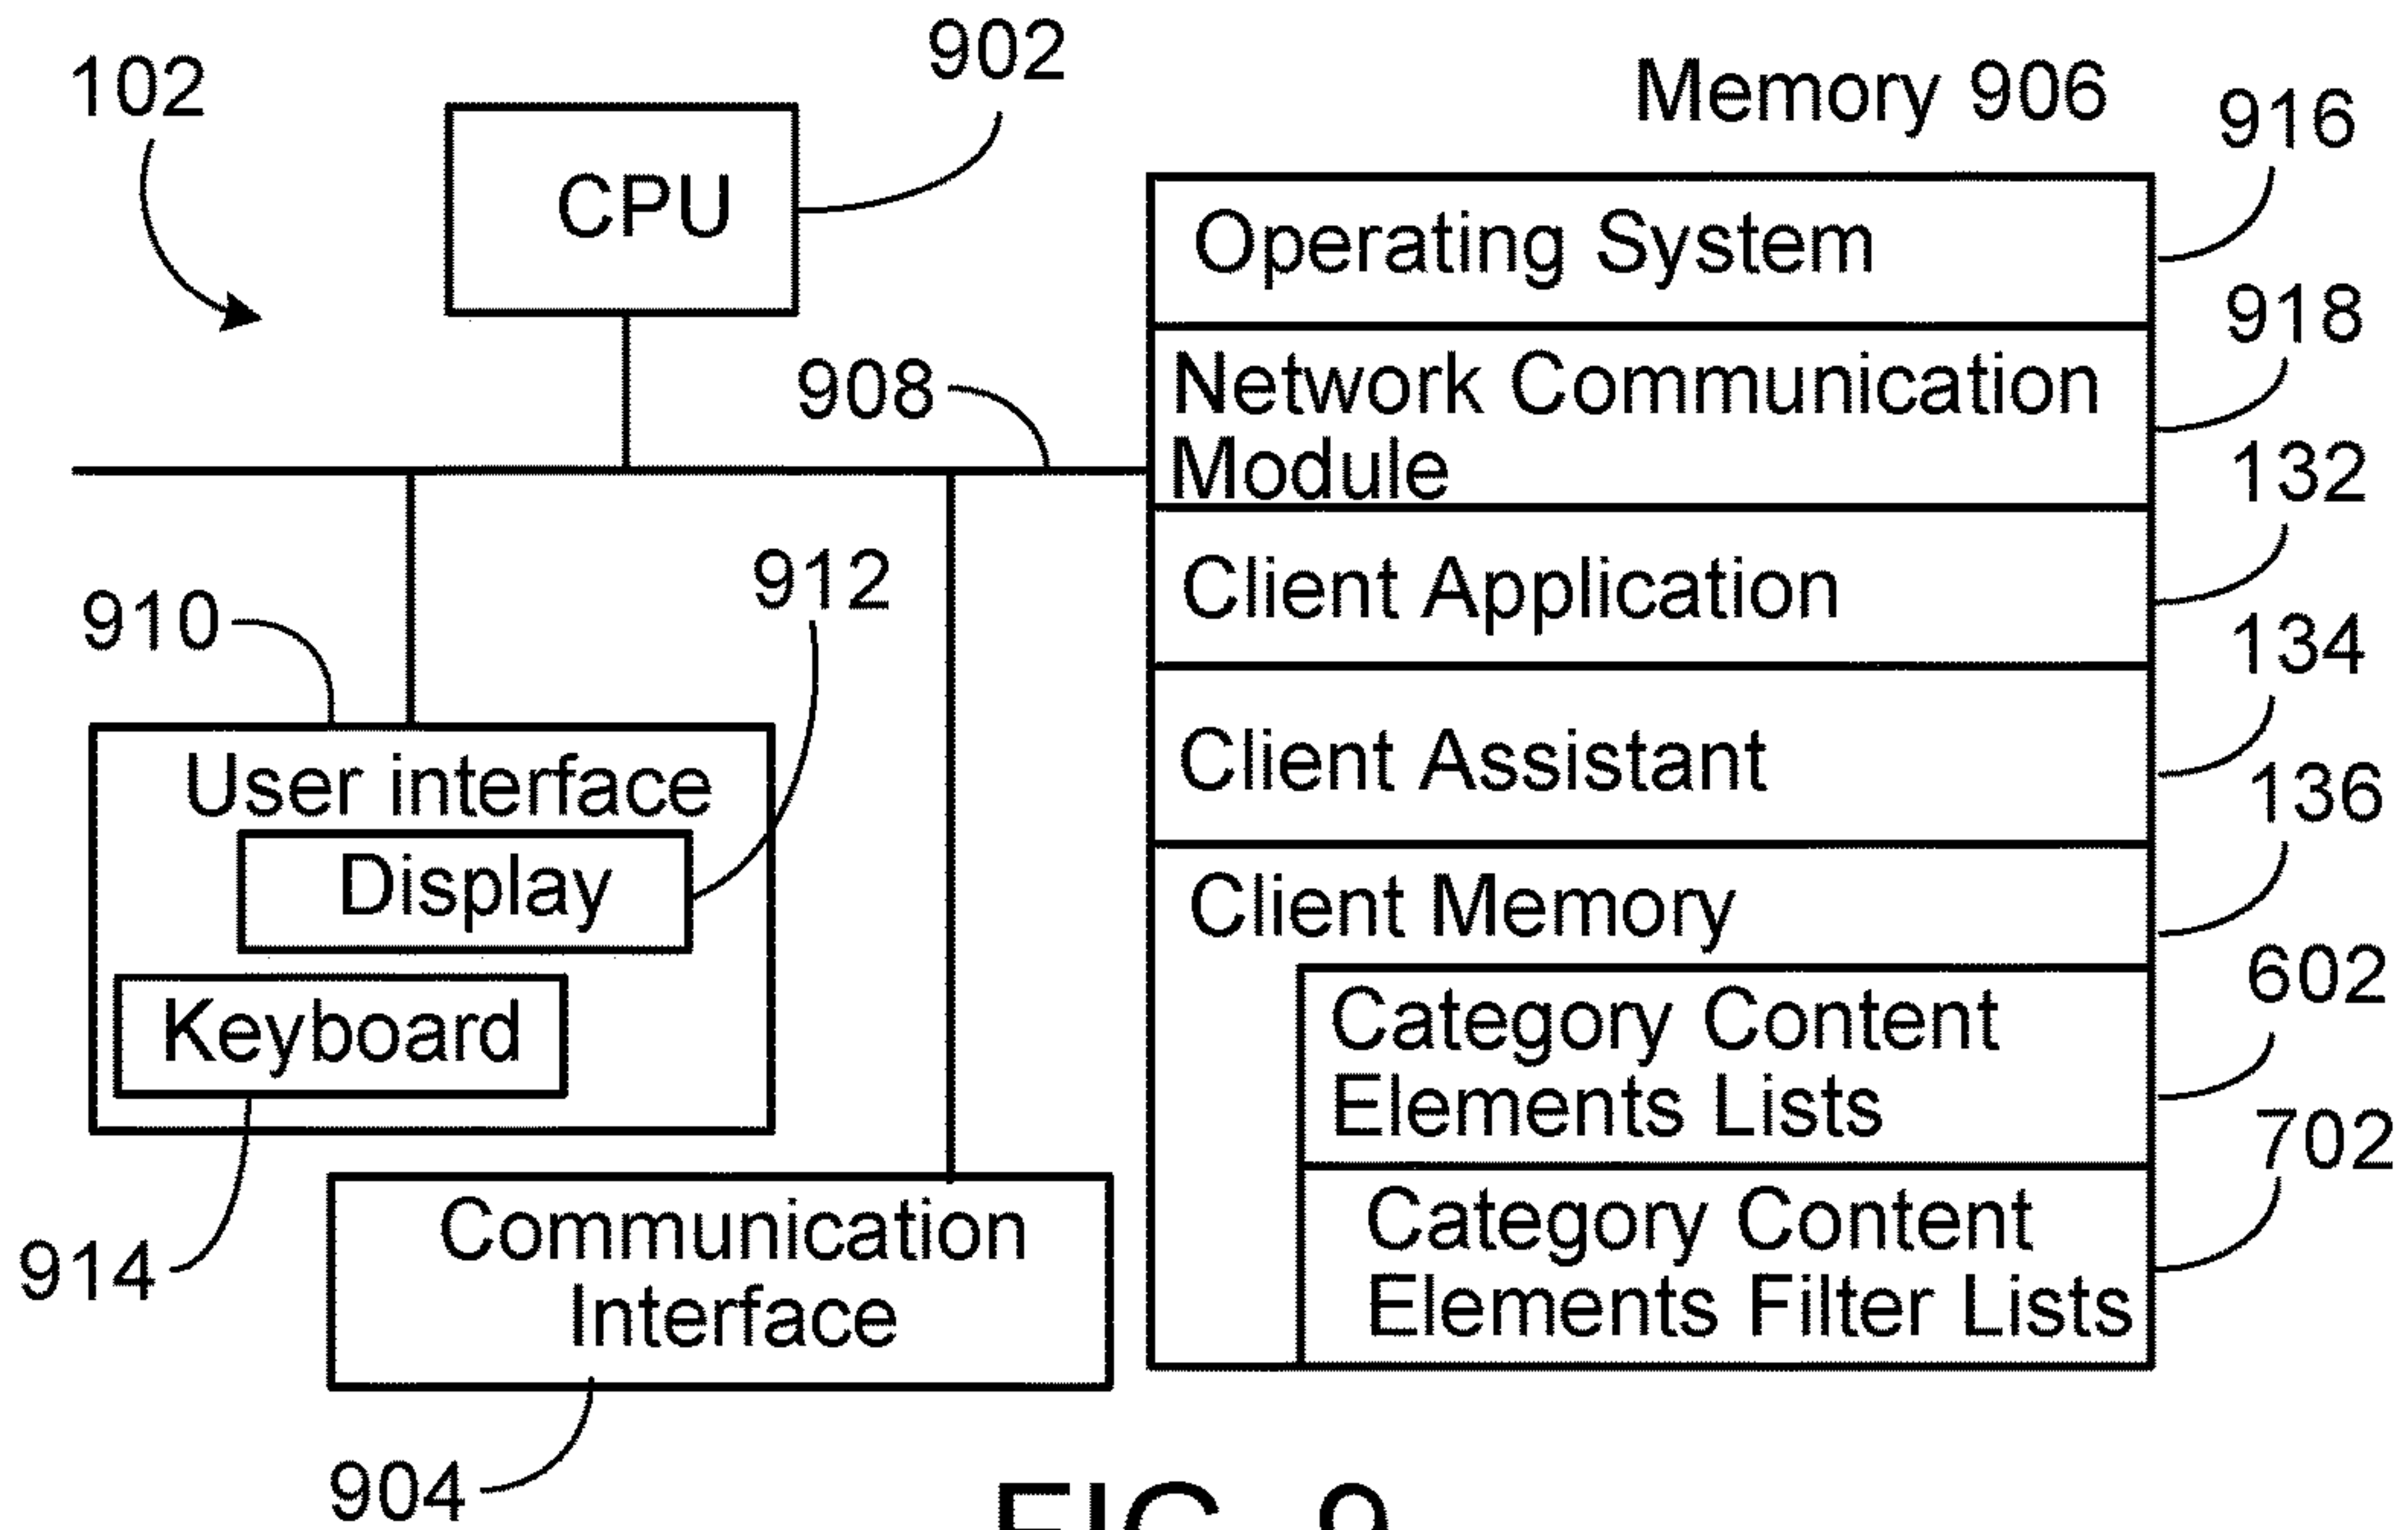 902
102
Memory 906
916
CPU
Operating System
918
908
Network Communication
Module
132
912
910
Client Application
134
User interface
Client Assistant
136
Display
Client Memory
602
Keyboard
Category Content
Elements Lists
702
914
Communication
Interface
Category Content
Elements Filter Lists
904
FIG. 9